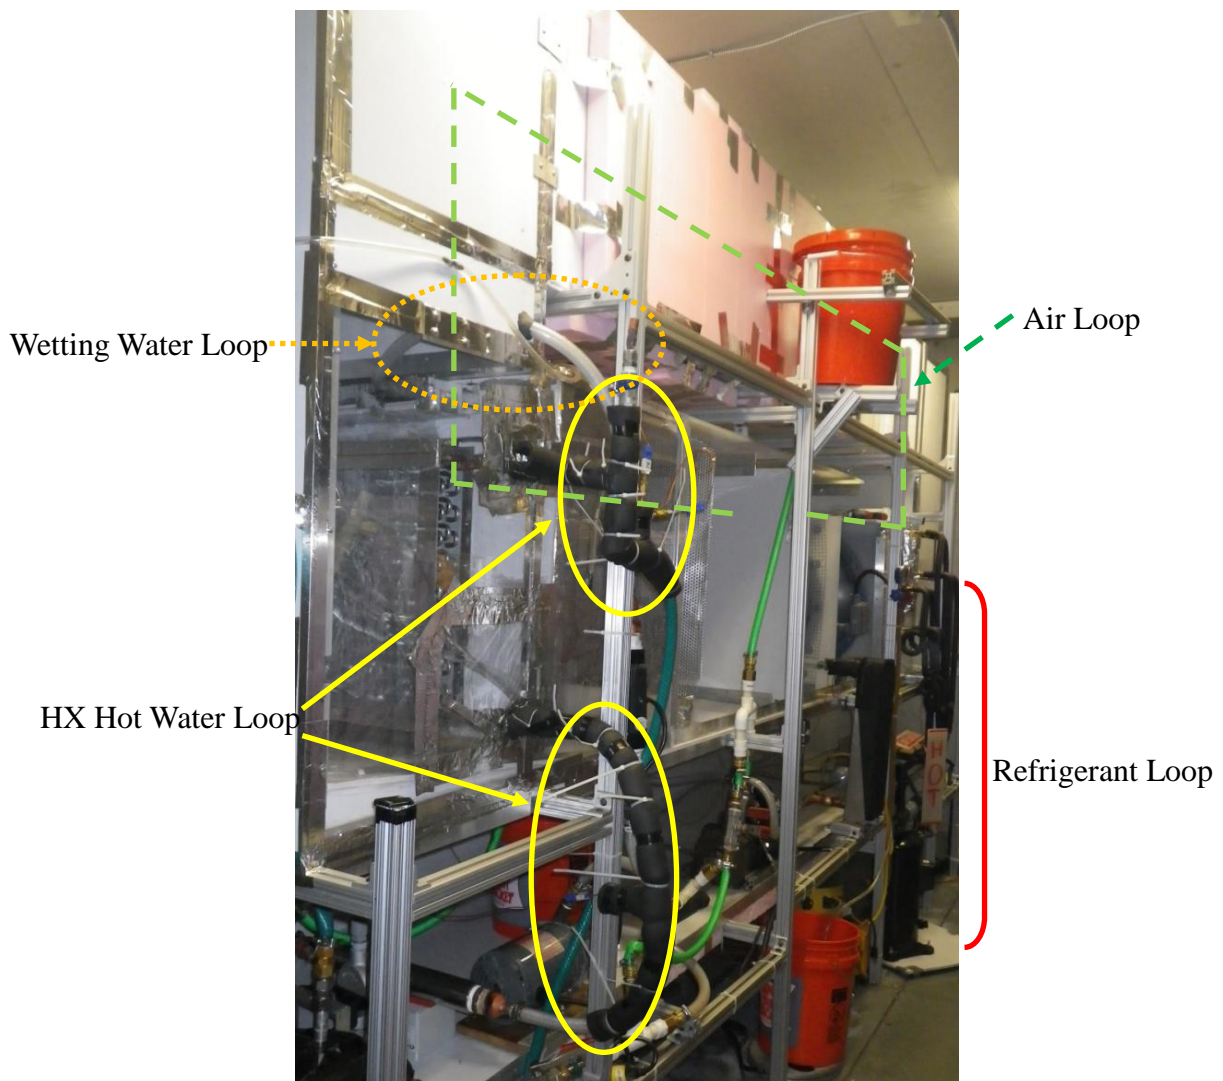 Wetting Water Loop
Air Loop
HX Hot Water Loop
Refrigerant Loop
HOT